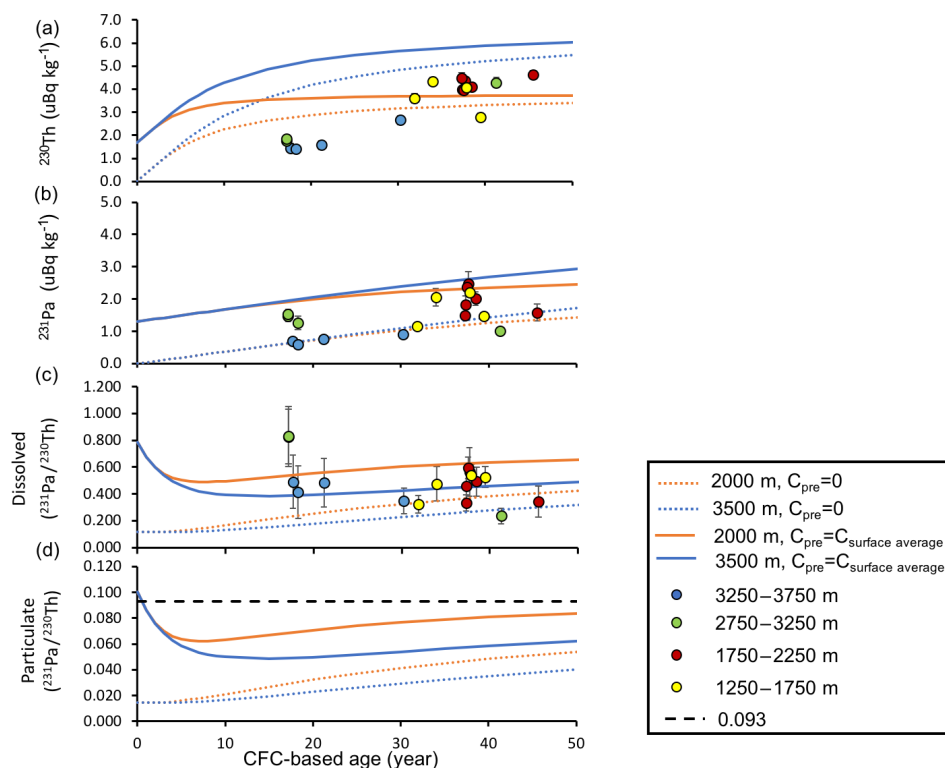 (a)
7.0
6.0
5.0
4.0
3.0
2.0
1.0
0.0
²³⁰Th (uBq kg⁻¹)
(b)
5.0
4.0
3.0
2.0
1.0
0.0
²³¹Pa (uBq kg⁻¹)
(c)
1.200
1.000
0.800
0.600
0.400
0.200
0.000
Dissolved
(²³¹Pa/²³⁰Th)
(d)
0.100
0.080
0.060
0.040
0.020
0.000
Particulate
(²³¹Pa/²³⁰Th)
0 10 20 30 40 50
CFC-based age (year)
2000 m, Cpre=0
3500 m, Cpre=0
2000 m, Cpre=Csurface average
3500 m, Cpre=Csurface average
3250–3750 m
2750–3250 m
1750–2250 m
1250–1750 m
0.093